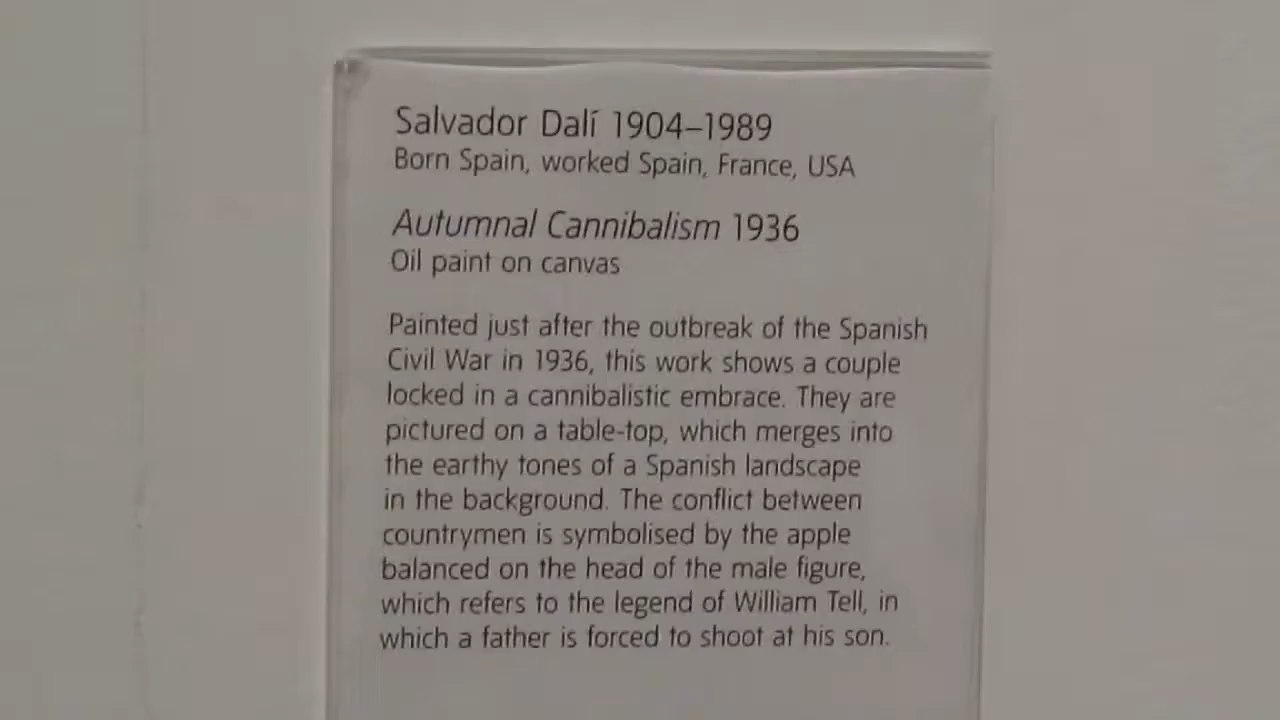 Salvador Dalí 1904–1989
Born Spain, worked Spain, France, USA
Autumnal Cannibalism 1936
Oil paint on canvas
Painted just after the outbreak of the Spanish
Civil War in 1936, this work shows a couple
locked in a cannibalistic embrace. They are
pictured on a table-top, which merges into
the earthy tones of a Spanish landscape
in the background. The conflict between
countrymen is symbolised by the apple
balanced on the head of the male figure,
which refers to the legend of William Tell, in
which a father is forced to shoot at his son.